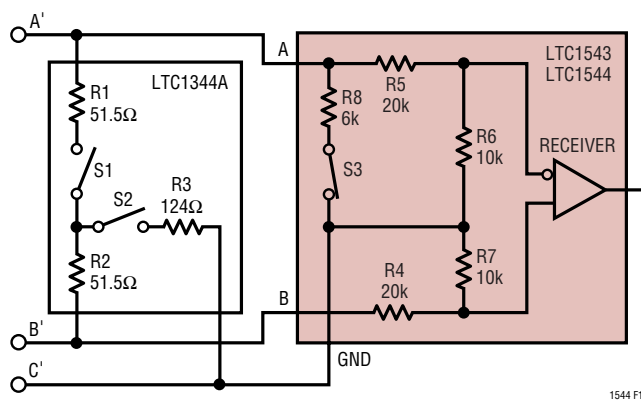 A'
A
LTC1543
LTC1544
LTC1344A
R1
51.5Ω
R8
6k
R5
20k
R6
10k
RECEIVER
S1
S3
S2
R3
124Ω
R2
51.5Ω
R4
20k
R7
10k
B
B'
GND
C'
1544 F1